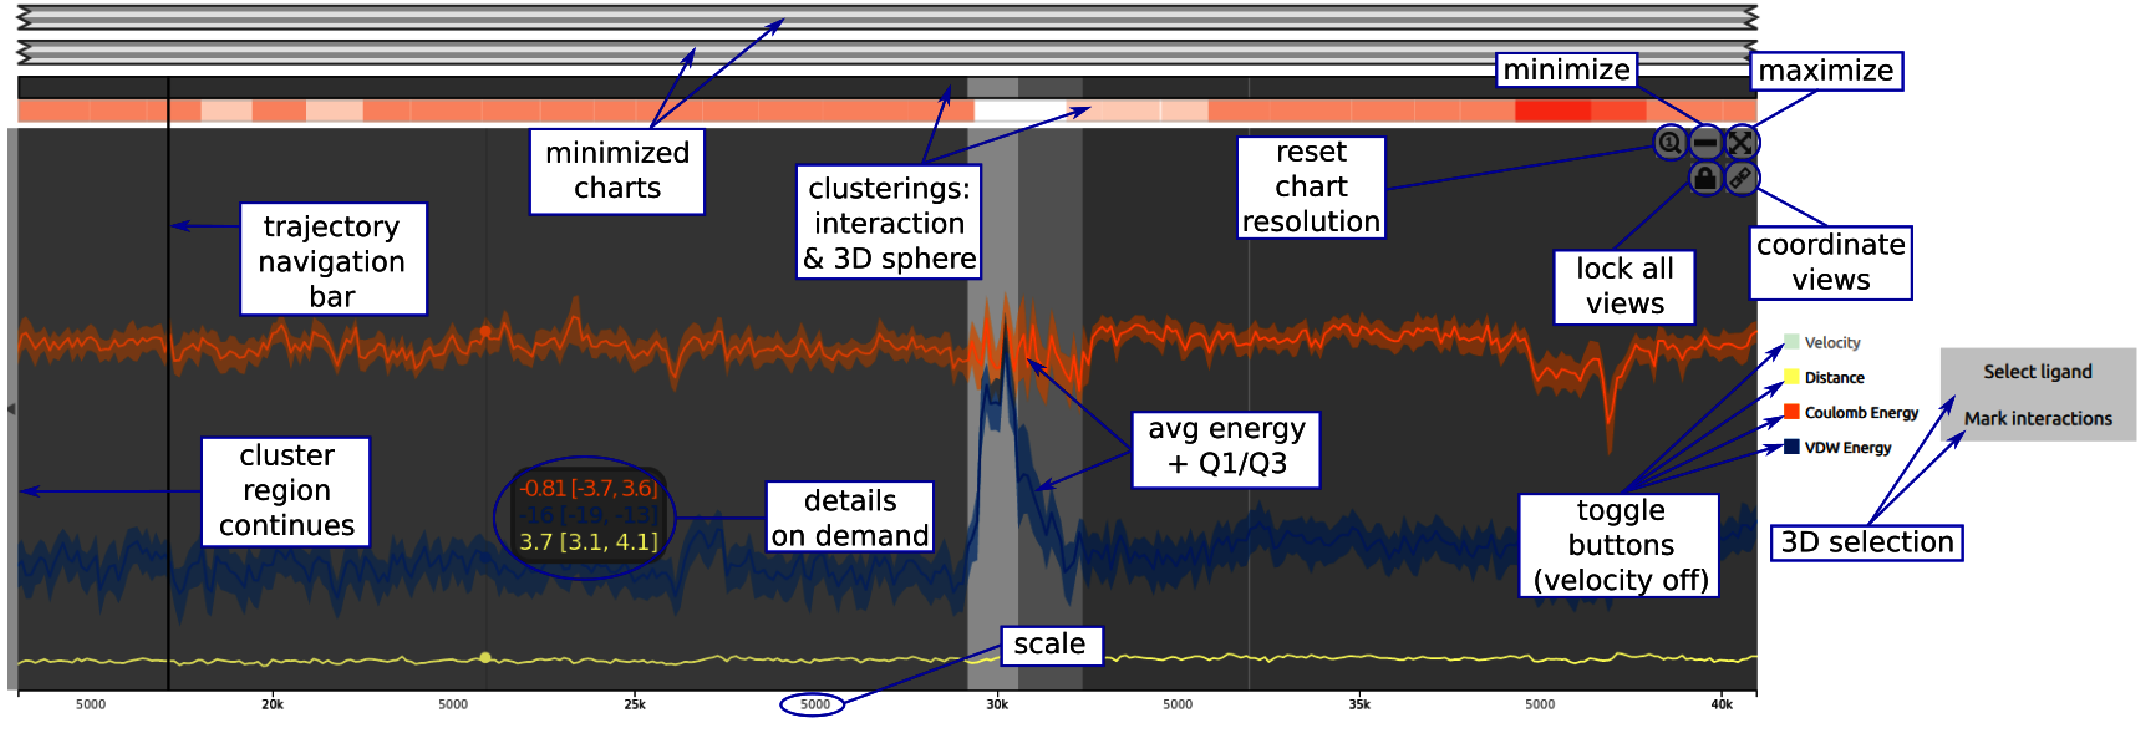 minimize
maximize
minimized
charts
clusterings:
interaction
& 3D sphere
reset
chart
resolution
1
trajectory
navigation
bar
lock all
views
coordinate
views
Velocity
Distance
Coulomb Energy
VDW Energy
Select ligand
Mark interactions
avg energy
+ Q1/Q3
cluster
region
continues
-0.81 [-3.7, 3.6]
-16 [-19, -13]
3.7 [3.1, 4.1]
details
on demand
toggle
buttons
(velocity off)
3D selection
scale
5000 20k 5000 25k 5000 30k 5000 35k 5000 40k